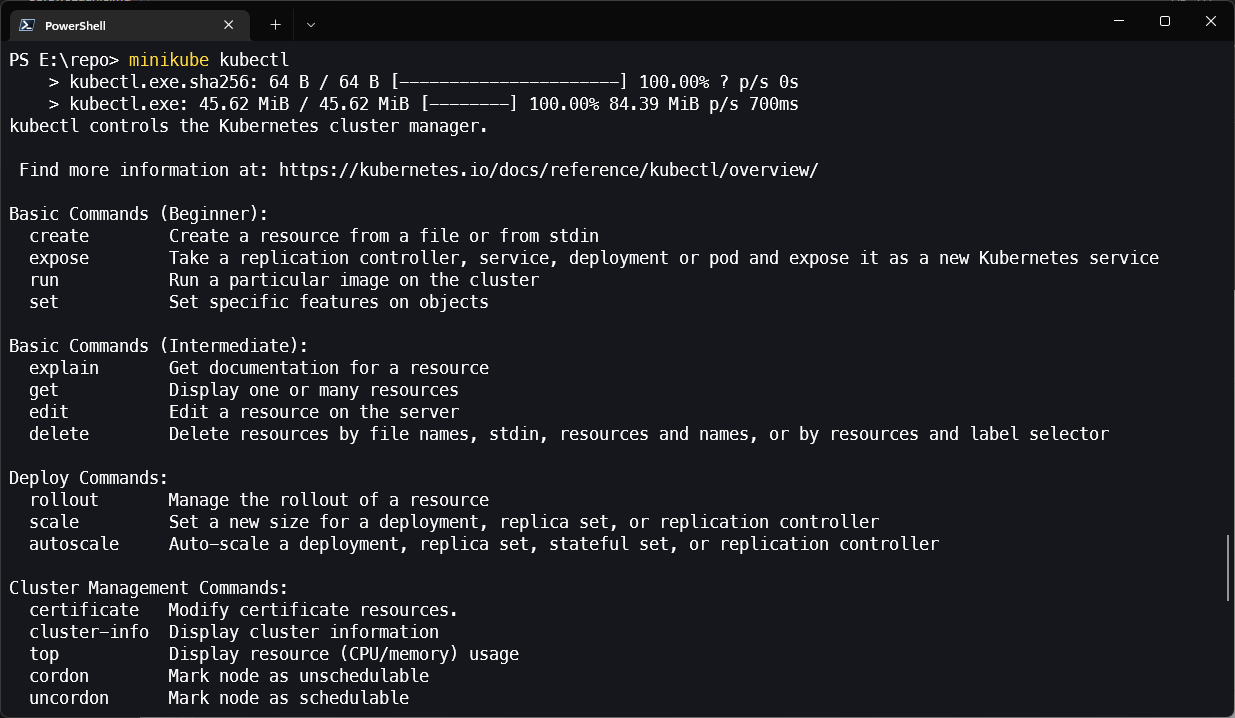 PowerShell
PS E:\repo> minikube kubectl
    > kubectl.exe.sha256: 64 B / 64 B [----------------------] 100.00% ? p/s 0s
    > kubectl.exe: 45.62 MiB / 45.62 MiB [--------] 100.00% 84.39 MiB p/s 700ms
kubectl controls the Kubernetes cluster manager.

 Find more information at: https://kubernetes.io/docs/reference/kubectl/overview/

Basic Commands (Beginner):
  create        Create a resource from a file or from stdin
  expose        Take a replication controller, service, deployment or pod and expose it as a new Kubernetes service
  run           Run a particular image on the cluster
  set           Set specific features on objects

Basic Commands (Intermediate):
  explain       Get documentation for a resource
  get           Display one or many resources
  edit          Edit a resource on the server
  delete        Delete resources by file names, stdin, resources and names, or by resources and label selector

Deploy Commands:
  rollout       Manage the rollout of a resource
  scale         Set a new size for a deployment, replica set, or replication controller
  autoscale     Auto-scale a deployment, replica set, stateful set, or replication controller

Cluster Management Commands:
  certificate   Modify certificate resources.
  cluster-info  Display cluster information
  top           Display resource (CPU/memory) usage
  cordon        Mark node as unschedulable
  uncordon      Mark node as schedulable